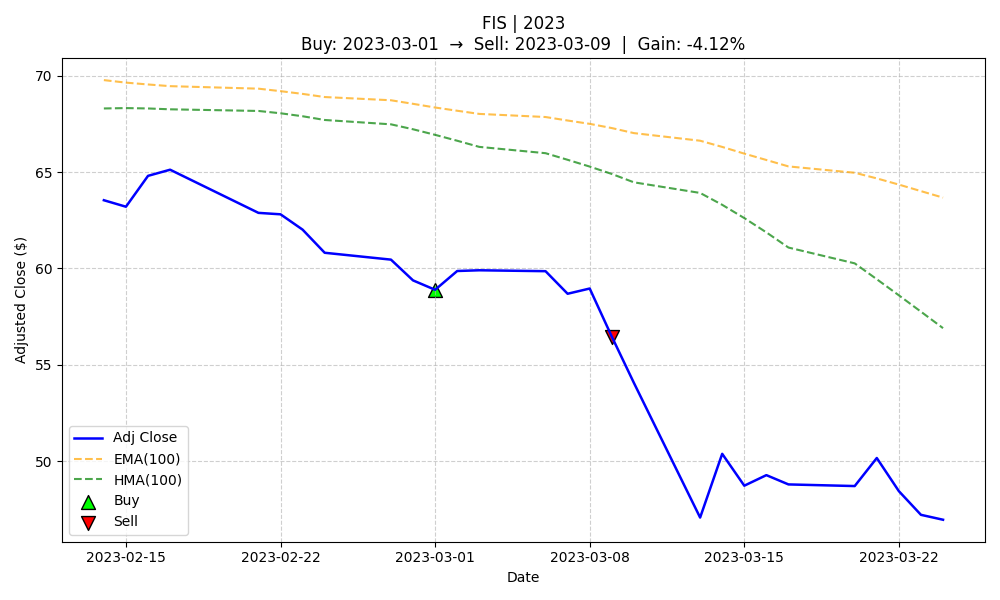 FIS | 2023
Buy: 2023-03-01 → Sell: 2023-03-09 | Gain: -4.12%
Adjusted Close ($)
70
65
60
55
50
Adj Close
EMA(100)
HMA(100)
Buy
Sell
2023-02-15
2023-02-22
2023-03-01
2023-03-08
2023-03-15
2023-03-22
Date